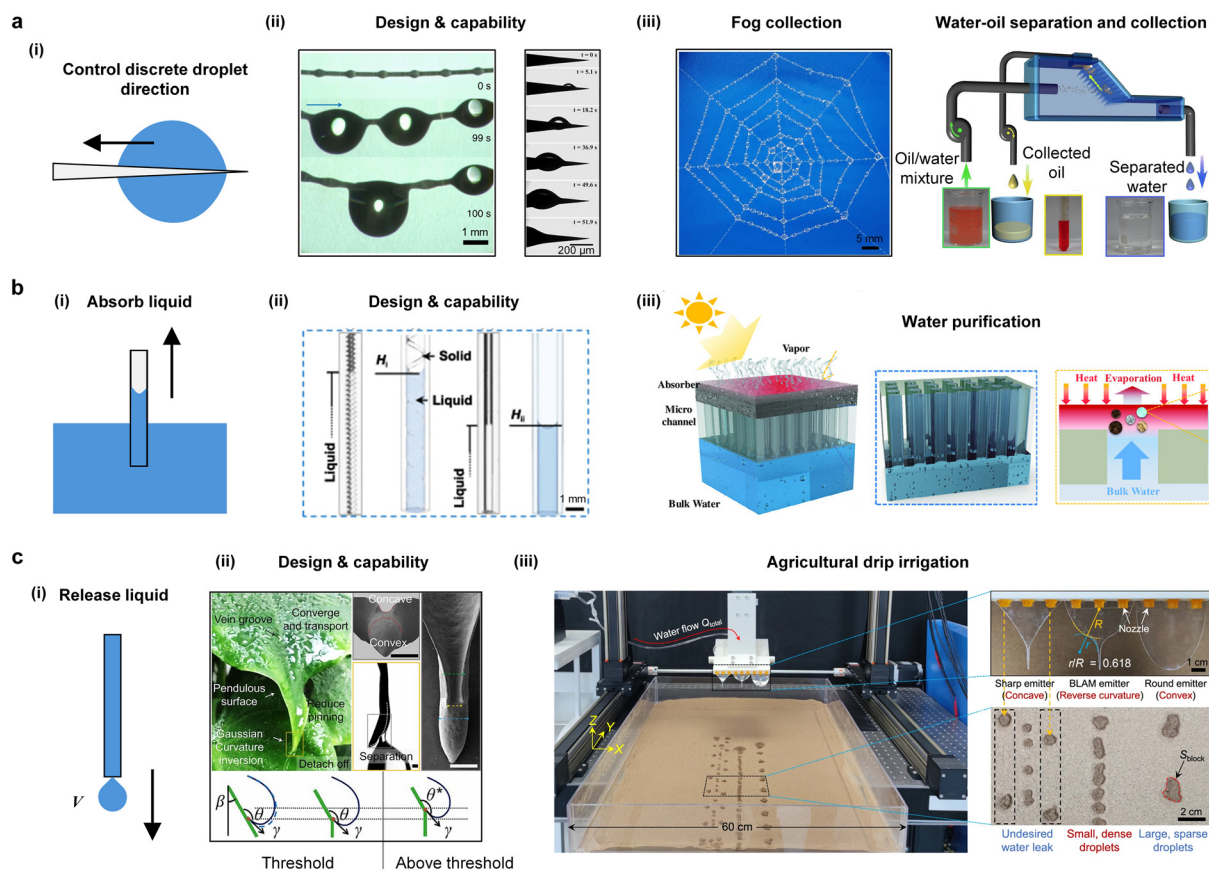 a
(i)
Control discrete droplet
direction
(ii)
Design & capability
0 s
99 s
100 s
1 mm
t = 0 s
t = 5.1 s
t = 18.2 s
t = 36.9 s
t = 49.6 s
t = 51.9 s
200 μm
(iii)
Fog collection
5 mm
Water-oil separation and collection
Oil/water
mixture
Collected
oil
Separated
water
b
(i)
Absorb liquid
(ii)
Design & capability
Liquid
Hi
Solid
Liquid
Liquid
Hii
1 mm
(iii)
Water purification
Vapor
Absorber
Micro
channel
Bulk Water
Heat
Evaporation
Heat
Bulk Water
c
(i)
Release liquid
V
(ii)
Design & capability
Vein groove
Converge and transport
Pendulous
surface
Reduce
pinning
Gaussian
Curvature
inversion
Detach off
Concave
Convex
Separation
β
θ
γ
θ
γ
θ*
γ
Threshold
Above threshold
(iii)
Agricultural drip irrigation
Water flow Qtotal
Z
Y
X
60 cm
R
r
Nozzle
r/R = 0.618
1 cm
Sharp emitter
(Concave)
BLAM emitter
(Reverse curvature)
Round emitter
(Convex)
Sblock
2 cm
Undesired
water leak
Small, dense
droplets
Large, sparse
droplets